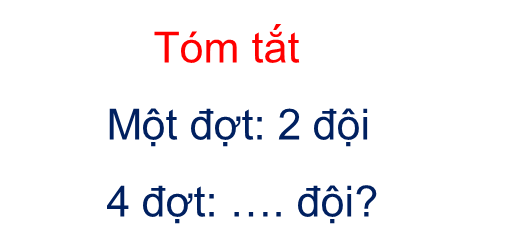 Tóm tắt
Một đợt: 2 đội
4 đợt: .... đội?